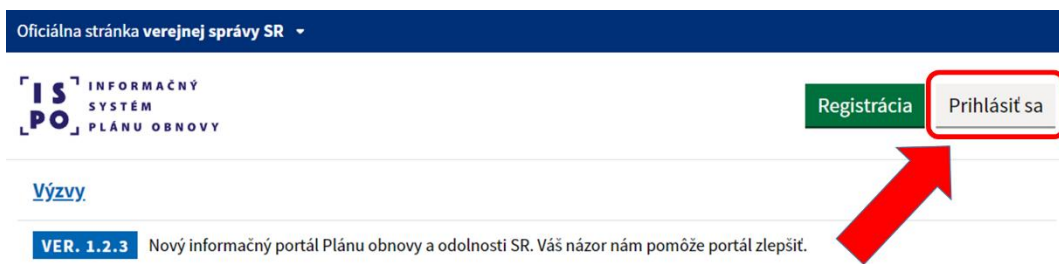 Oficiálna stránka verejnej správy SR
IS INFORMAČNÝ
SYSTÉM
PO PLÁNU OBNOVY
Registrácia
Prihlásiť sa
Výzvy
VER. 1.2.3 Nový informačný portál Plánu obnovy a odolnosti SR. Váš názor nám pomôže portál zlepšiť.